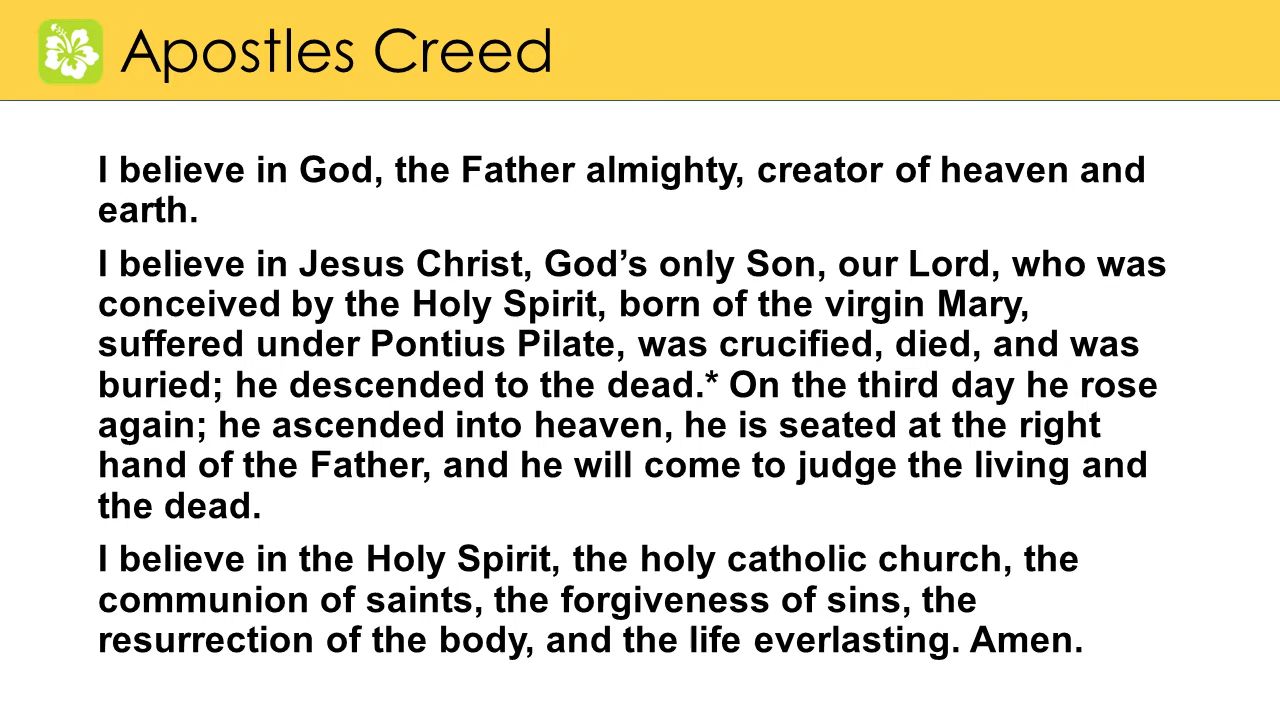 Apostles Creed
I believe in God, the Father almighty, creator of heaven and
earth.
I believe in Jesus Christ, God’s only Son, our Lord, who was
conceived by the Holy Spirit, born of the virgin Mary,
suffered under Pontius Pilate, was crucified, died, and was
buried; he descended to the dead.* On the third day he rose
again; he ascended into heaven, he is seated at the right
hand of the Father, and he will come to judge the living and
the dead.
I believe in the Holy Spirit, the holy catholic church, the
communion of saints, the forgiveness of sins, the
resurrection of the body, and the life everlasting. Amen.